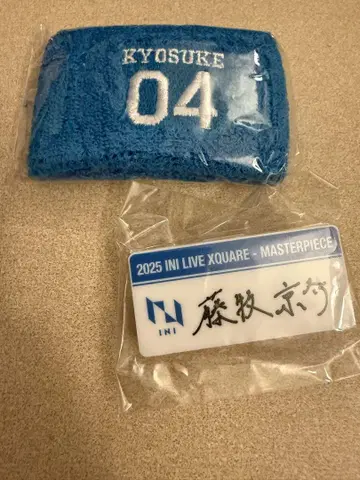 KYOSUKE
04
2025 INI LIVE XQUARE - MASTERPIECE
INI
藤牧京介